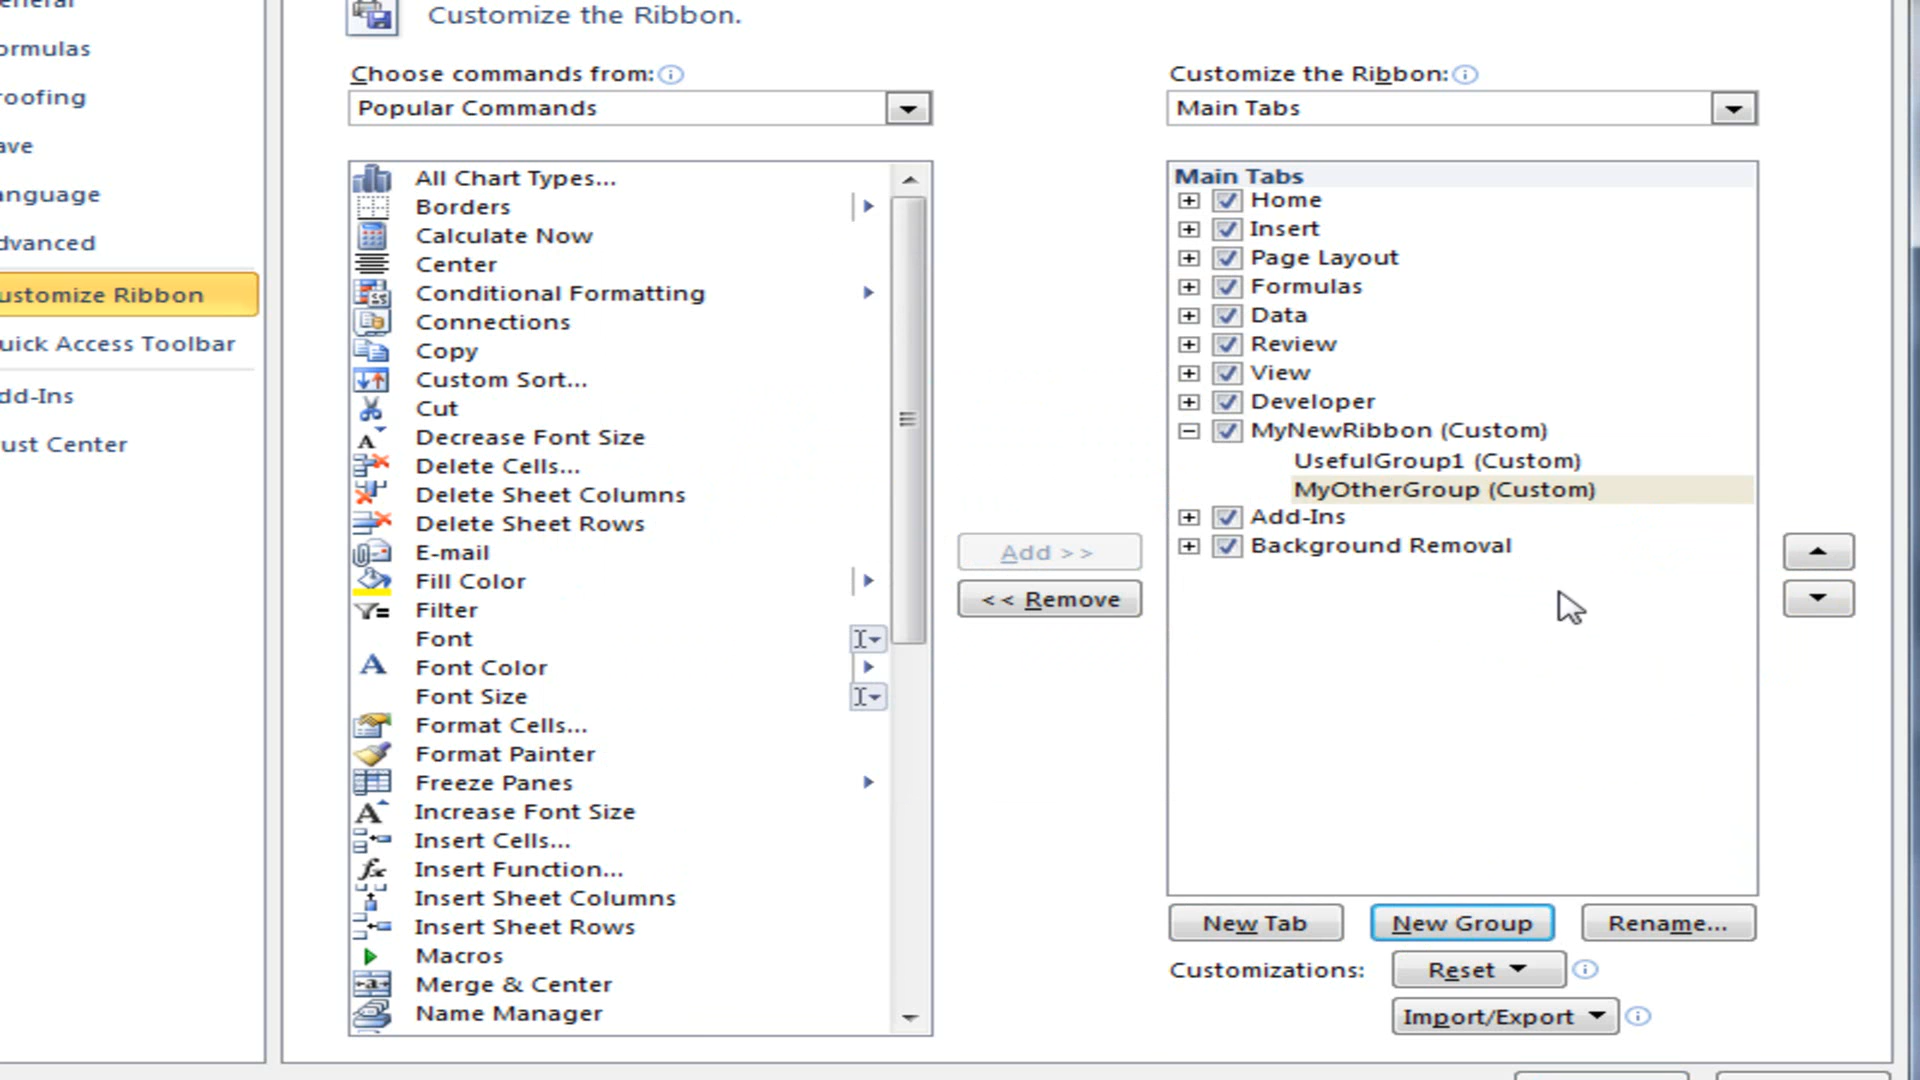 eneral
ormulas
roofing
ave
anguage
dvanced
ustomize Ribbon
uick Access Toolbar
dd-Ins
ust Center
Customize the Ribbon.
Choose commands from:
Popular Commands
All Chart Types...
Borders
Calculate Now
Center
Conditional Formatting
Connections
Copy
Custom Sort...
Cut
Decrease Font Size
Delete Cells...
Delete Sheet Columns
Delete Sheet Rows
E-mail
Fill Color
Filter
Font
Font Color
Font Size
Format Cells...
Format Painter
Freeze Panes
Increase Font Size
Insert Cells...
Insert Function...
Insert Sheet Columns
Insert Sheet Rows
Macros
Merge & Center
Name Manager
Add >>
<< Remove
Customize the Ribbon:
Main Tabs
Main Tabs
Home
Insert
Page Layout
Formulas
Data
Review
View
Developer
MyNewRibbon (Custom)
UsefulGroup1 (Custom)
MyOtherGroup (Custom)
Add-Ins
Background Removal
New Tab
New Group
Rename...
Customizations:
Reset
Import/Export